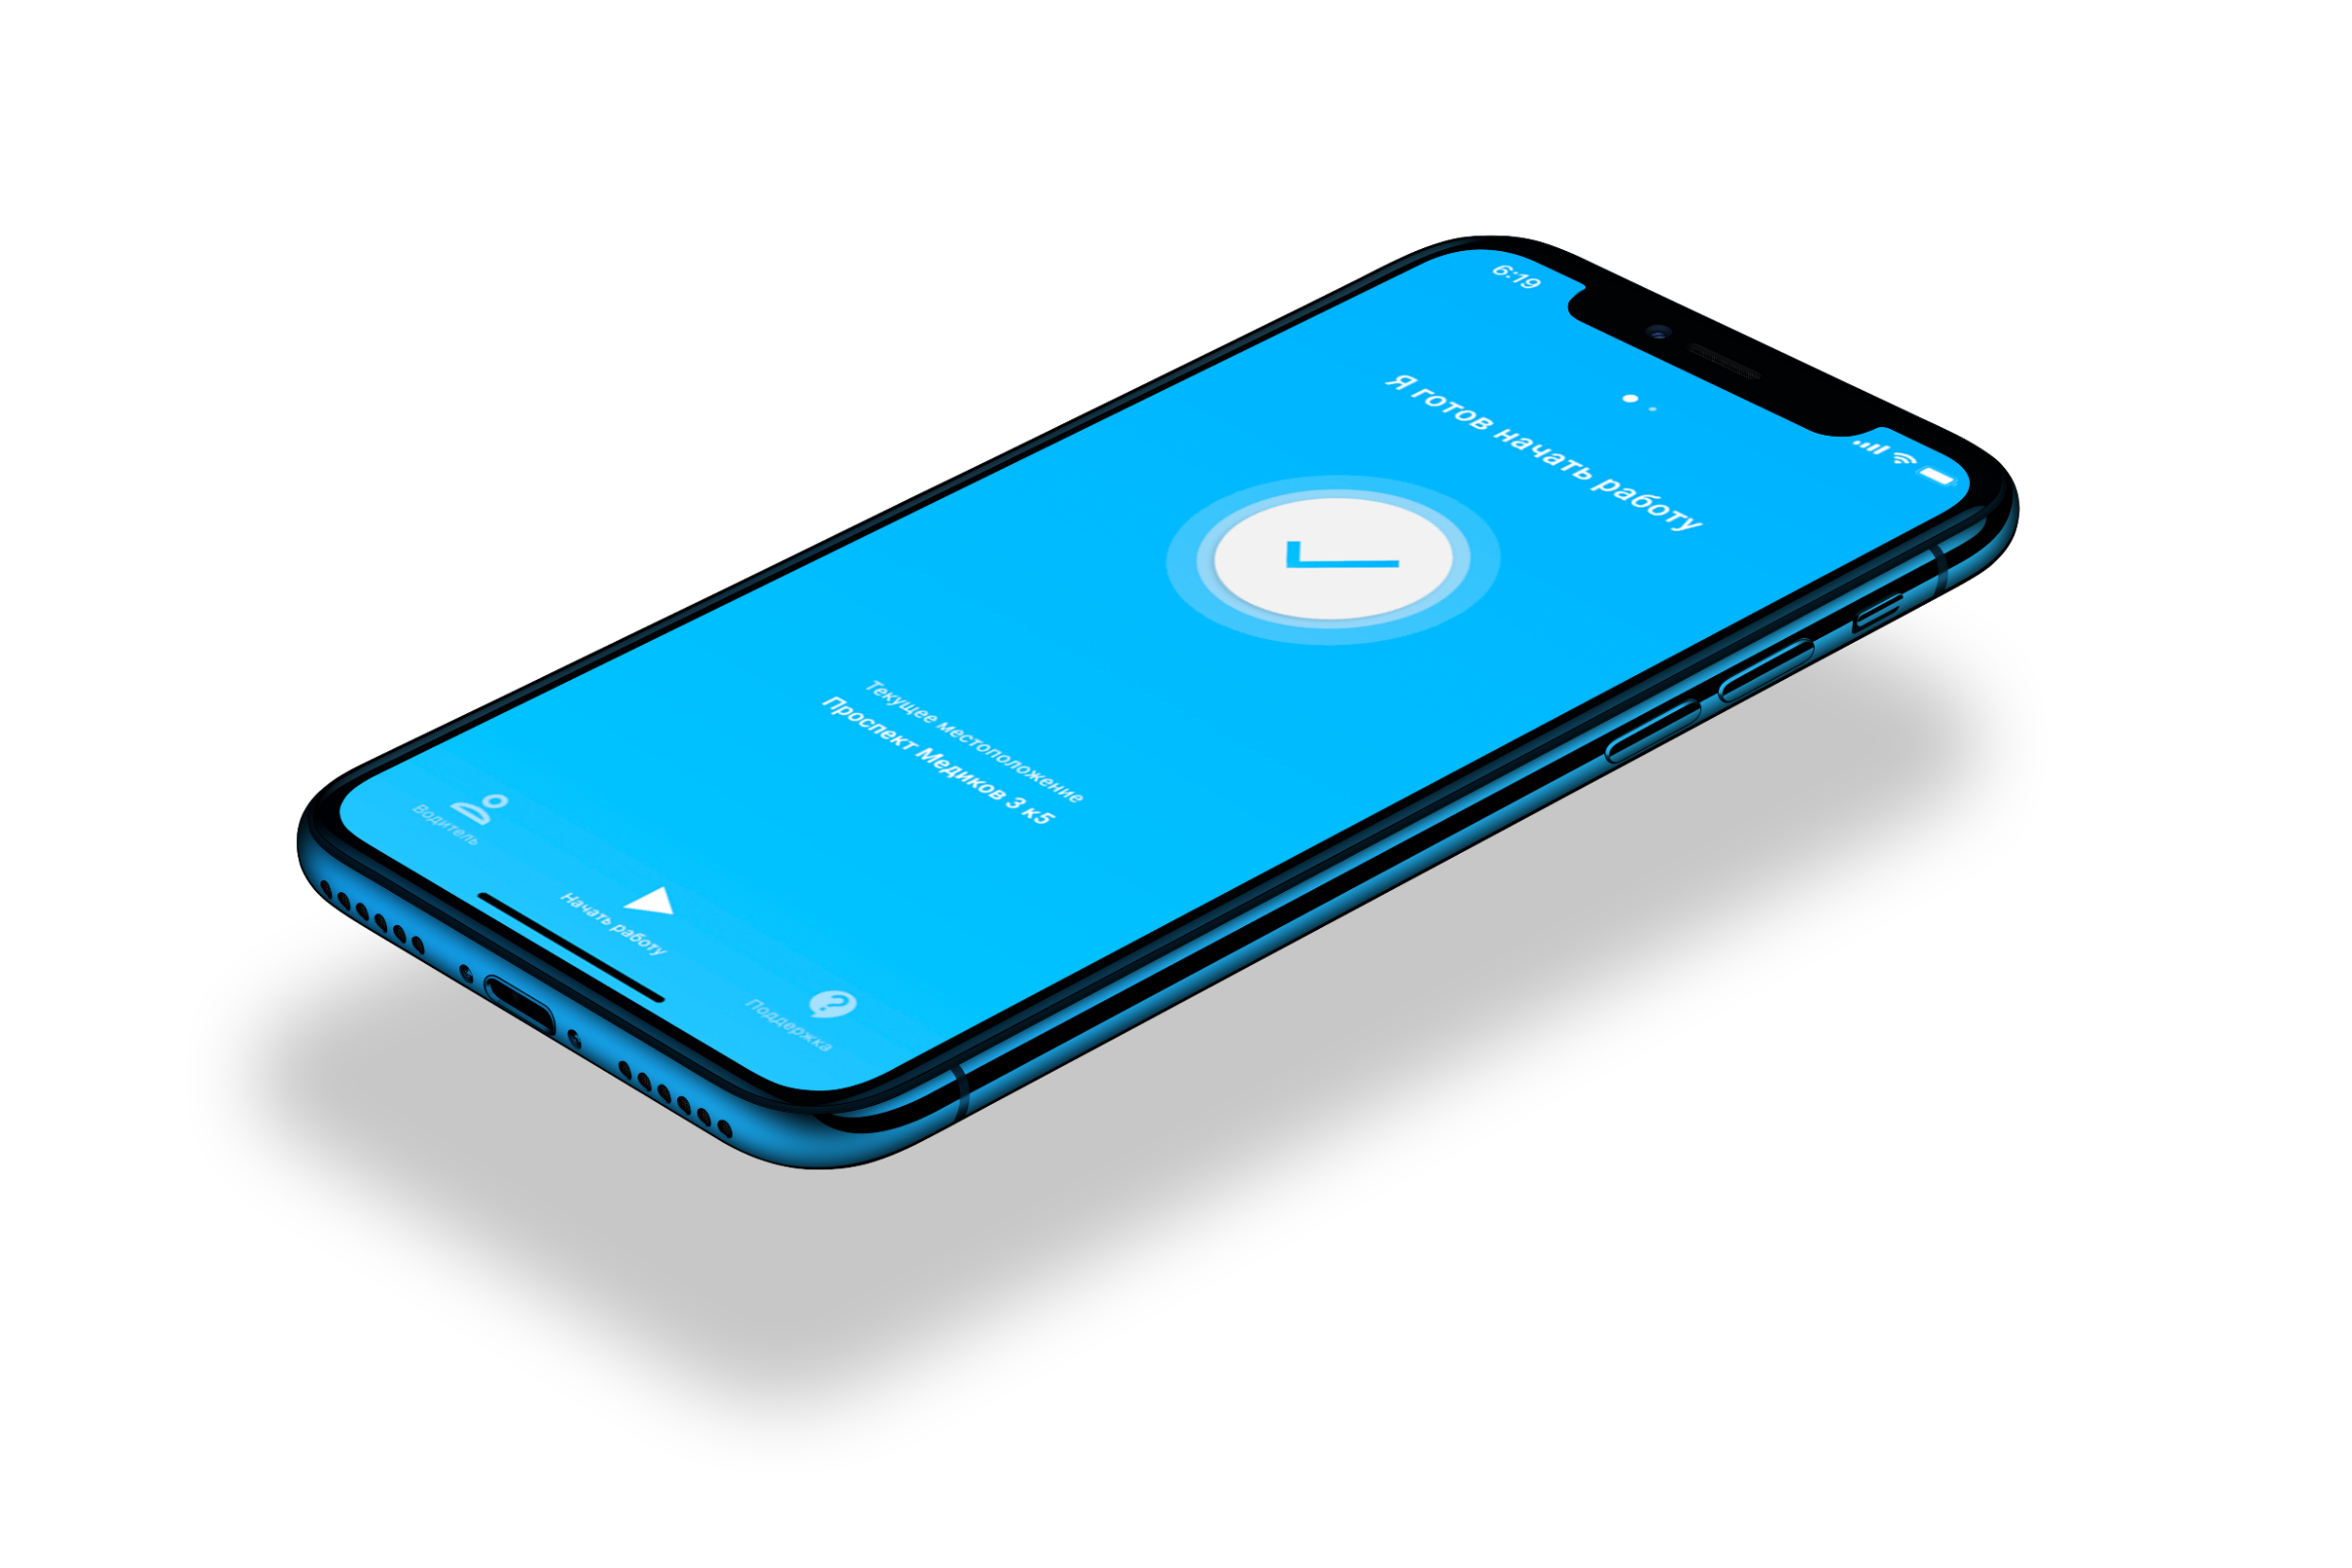 6:19
Я готов начать работу
Текущее местоположение
Проспект Медиков 3 к5
Водитель
Начать работу
Поддержка